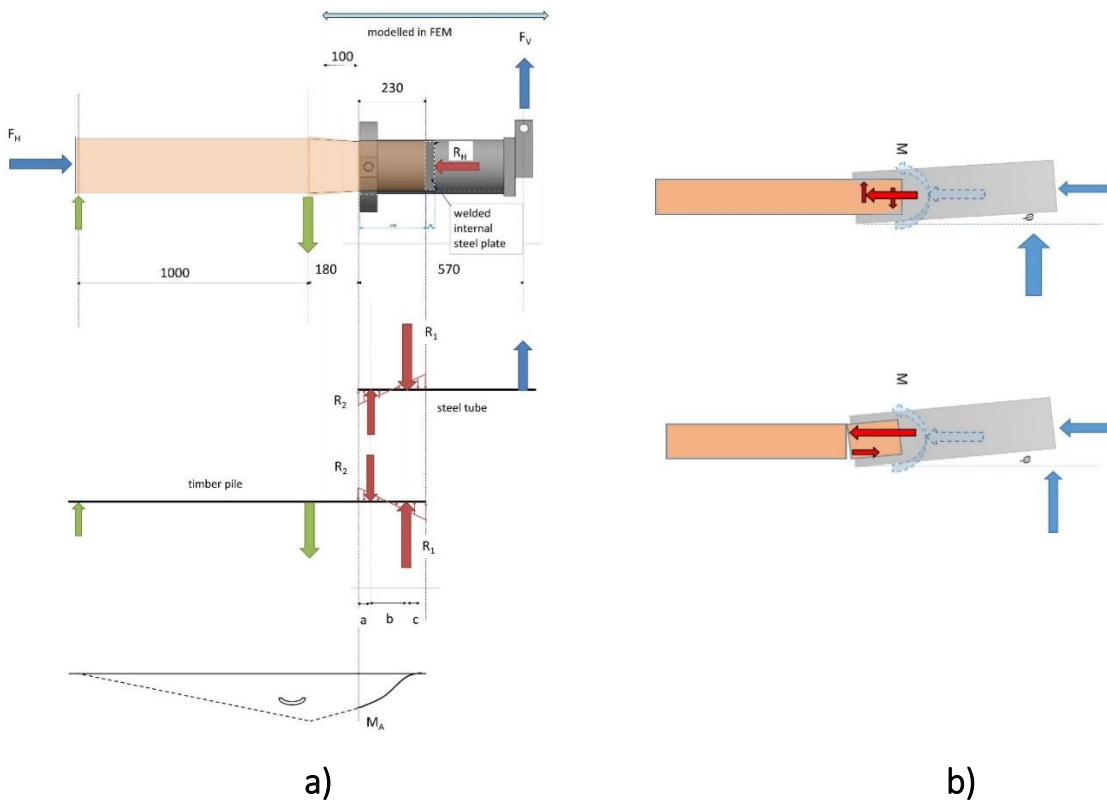 modelled in FEM
F_V
100
230
F_H
R_H
welded
internal
steel plate
1000
180
570
R_1
R_2
steel tube
R_2
timber pile
R_1
a
b
c
M_A
M
φ
M
φ
a)
b)